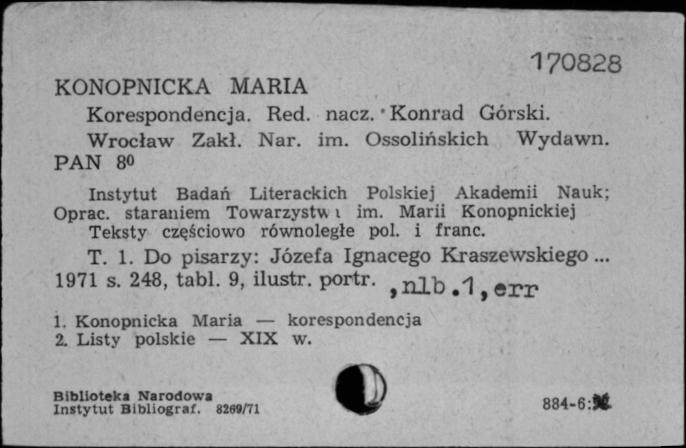 170828
KONOPNICKA MARIA
Korespondencja. Red. nacz. Konrad Górski.
Wrocław Zakł. Nar. im. Ossolińskich Wydawn.
PAN 8º
Instytut Badań Literackich Polskiej Akademii Nauk;
Oprac. staraniem Towarzystwa im. Marii Konopnickiej
Teksty częściowo równoległe pol. i franc.
T. 1. Do pisarzy: Józefa Ignacego Kraszewskiego ...
1971 s. 248, tabl. 9, ilustr. portr. , nlb .1, err
1. Konopnicka Maria — korespondencja
2. Listy polskie — XIX w.
Biblioteka Narodowa
Instytut Bibliograf. 8269/71
884-6: